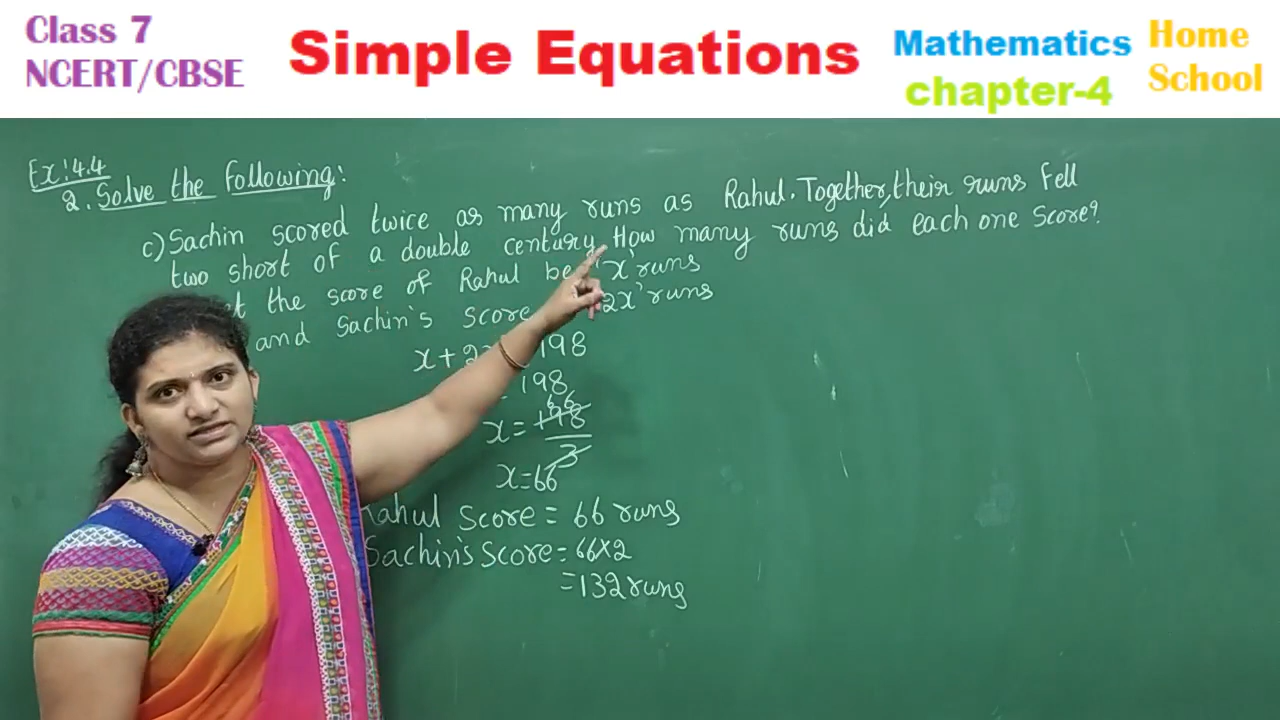 Class 7
NCERT/CBSE
Simple Equations
Mathematics
chapter-4
Home
School
Ex:4.4
2. Solve the Following:
c) Sachin scored twice as many runs as Rahul. Together, their runs Fell
two short of a double century. How many runs did each one Score?
the score of Rahul be 'x' runs
and Sachin's Score 2x' runs
x + 2 198
= 198
66
x = 198
3
x = 66
Rahul Score = 66 runs
Sachin's Score = 66×2
= 132 runs